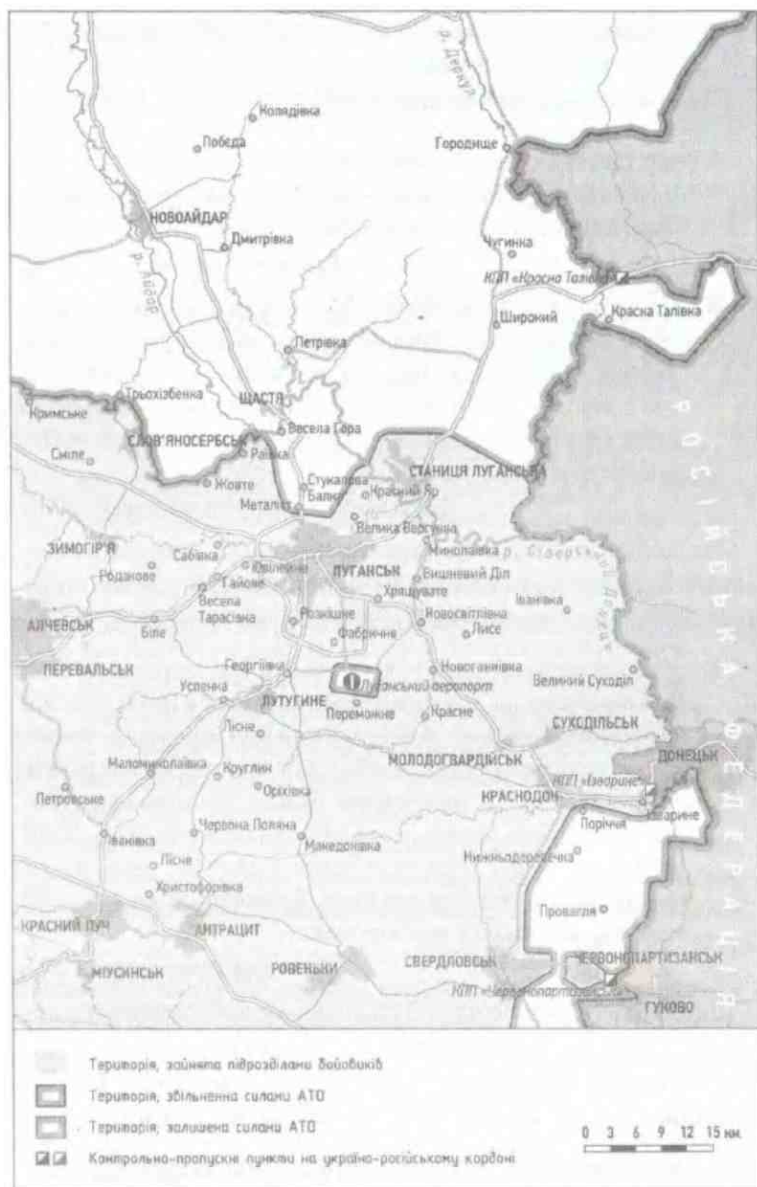 р. Деркул
Колядівка
Победа
Городище
НОВОАЙДАР
Дмитрівка
Чугинка
р. Айдар
КПП «Красна Талівка»
Широкий
Красна Талівка
Петрівка
ЩАСТЯ
Трьохізбенка
Кримське
Весела Гора
СЛОВ'ЯНОСЕРБСЬК
Раївка
Смілe
Жовте
Стукалова
Балка
СТАНИЦЯ ЛУГАНСЬКА
Красний Яр
Металіст
Велика Вергунка
ЗИМОГІР'Я
Сабівка
Миколаївка
р. Сіверський Донець
Родакове
Ювілейне
ЛУГАНСЬК
Гайове
Вишневий Діл
Хрящувате
Іванівка
Весела
Тарасівка
АЛЧЕВСЬК
Біле
Розкішне
Новосвітлівка
Фабричне
Лисе
ПЕРЕВАЛЬСЬК
Георгіївка
Новоганнівка
Великий Суходіл
Луганський аеропорт
Успенка
ЛУТУГИНЕ
Переможне
Красне
СУХОДІЛЬСЬК
Лісне
МОЛОДОГВАРДІЙСЬК
ДОНЕЦЬК
Маломиколаївка
Круглик
КПП «Ізварине»
Петровське
Оріхівка
КРАСНОДОН
Ізварине
Поріччя
Іванівка
Червона Поляна
Македонівка
Нижньодеревечка
Лісне
Христофорівка
Провалля
КРАСНИЙ ЛУЧ
АНТРАЦИТ
МІУСИНСЬК
РОВЕНЬКИ
СВЕРДЛОВСЬК
ЧЕРВОНОПАРТИЗАНСЬК
КПП «Червонопартизанськ»
ГУКОВО
РОСІЙСЬКА ФЕДЕРАЦІЯ
Територія, зайнята підрозділами бойовиків
Територія, звільненна силами АТО
Територія, залишена силами АТО
Контрольно-пропускні пункти на україно-російському кордоні
0 3 6 9 12 15 км.